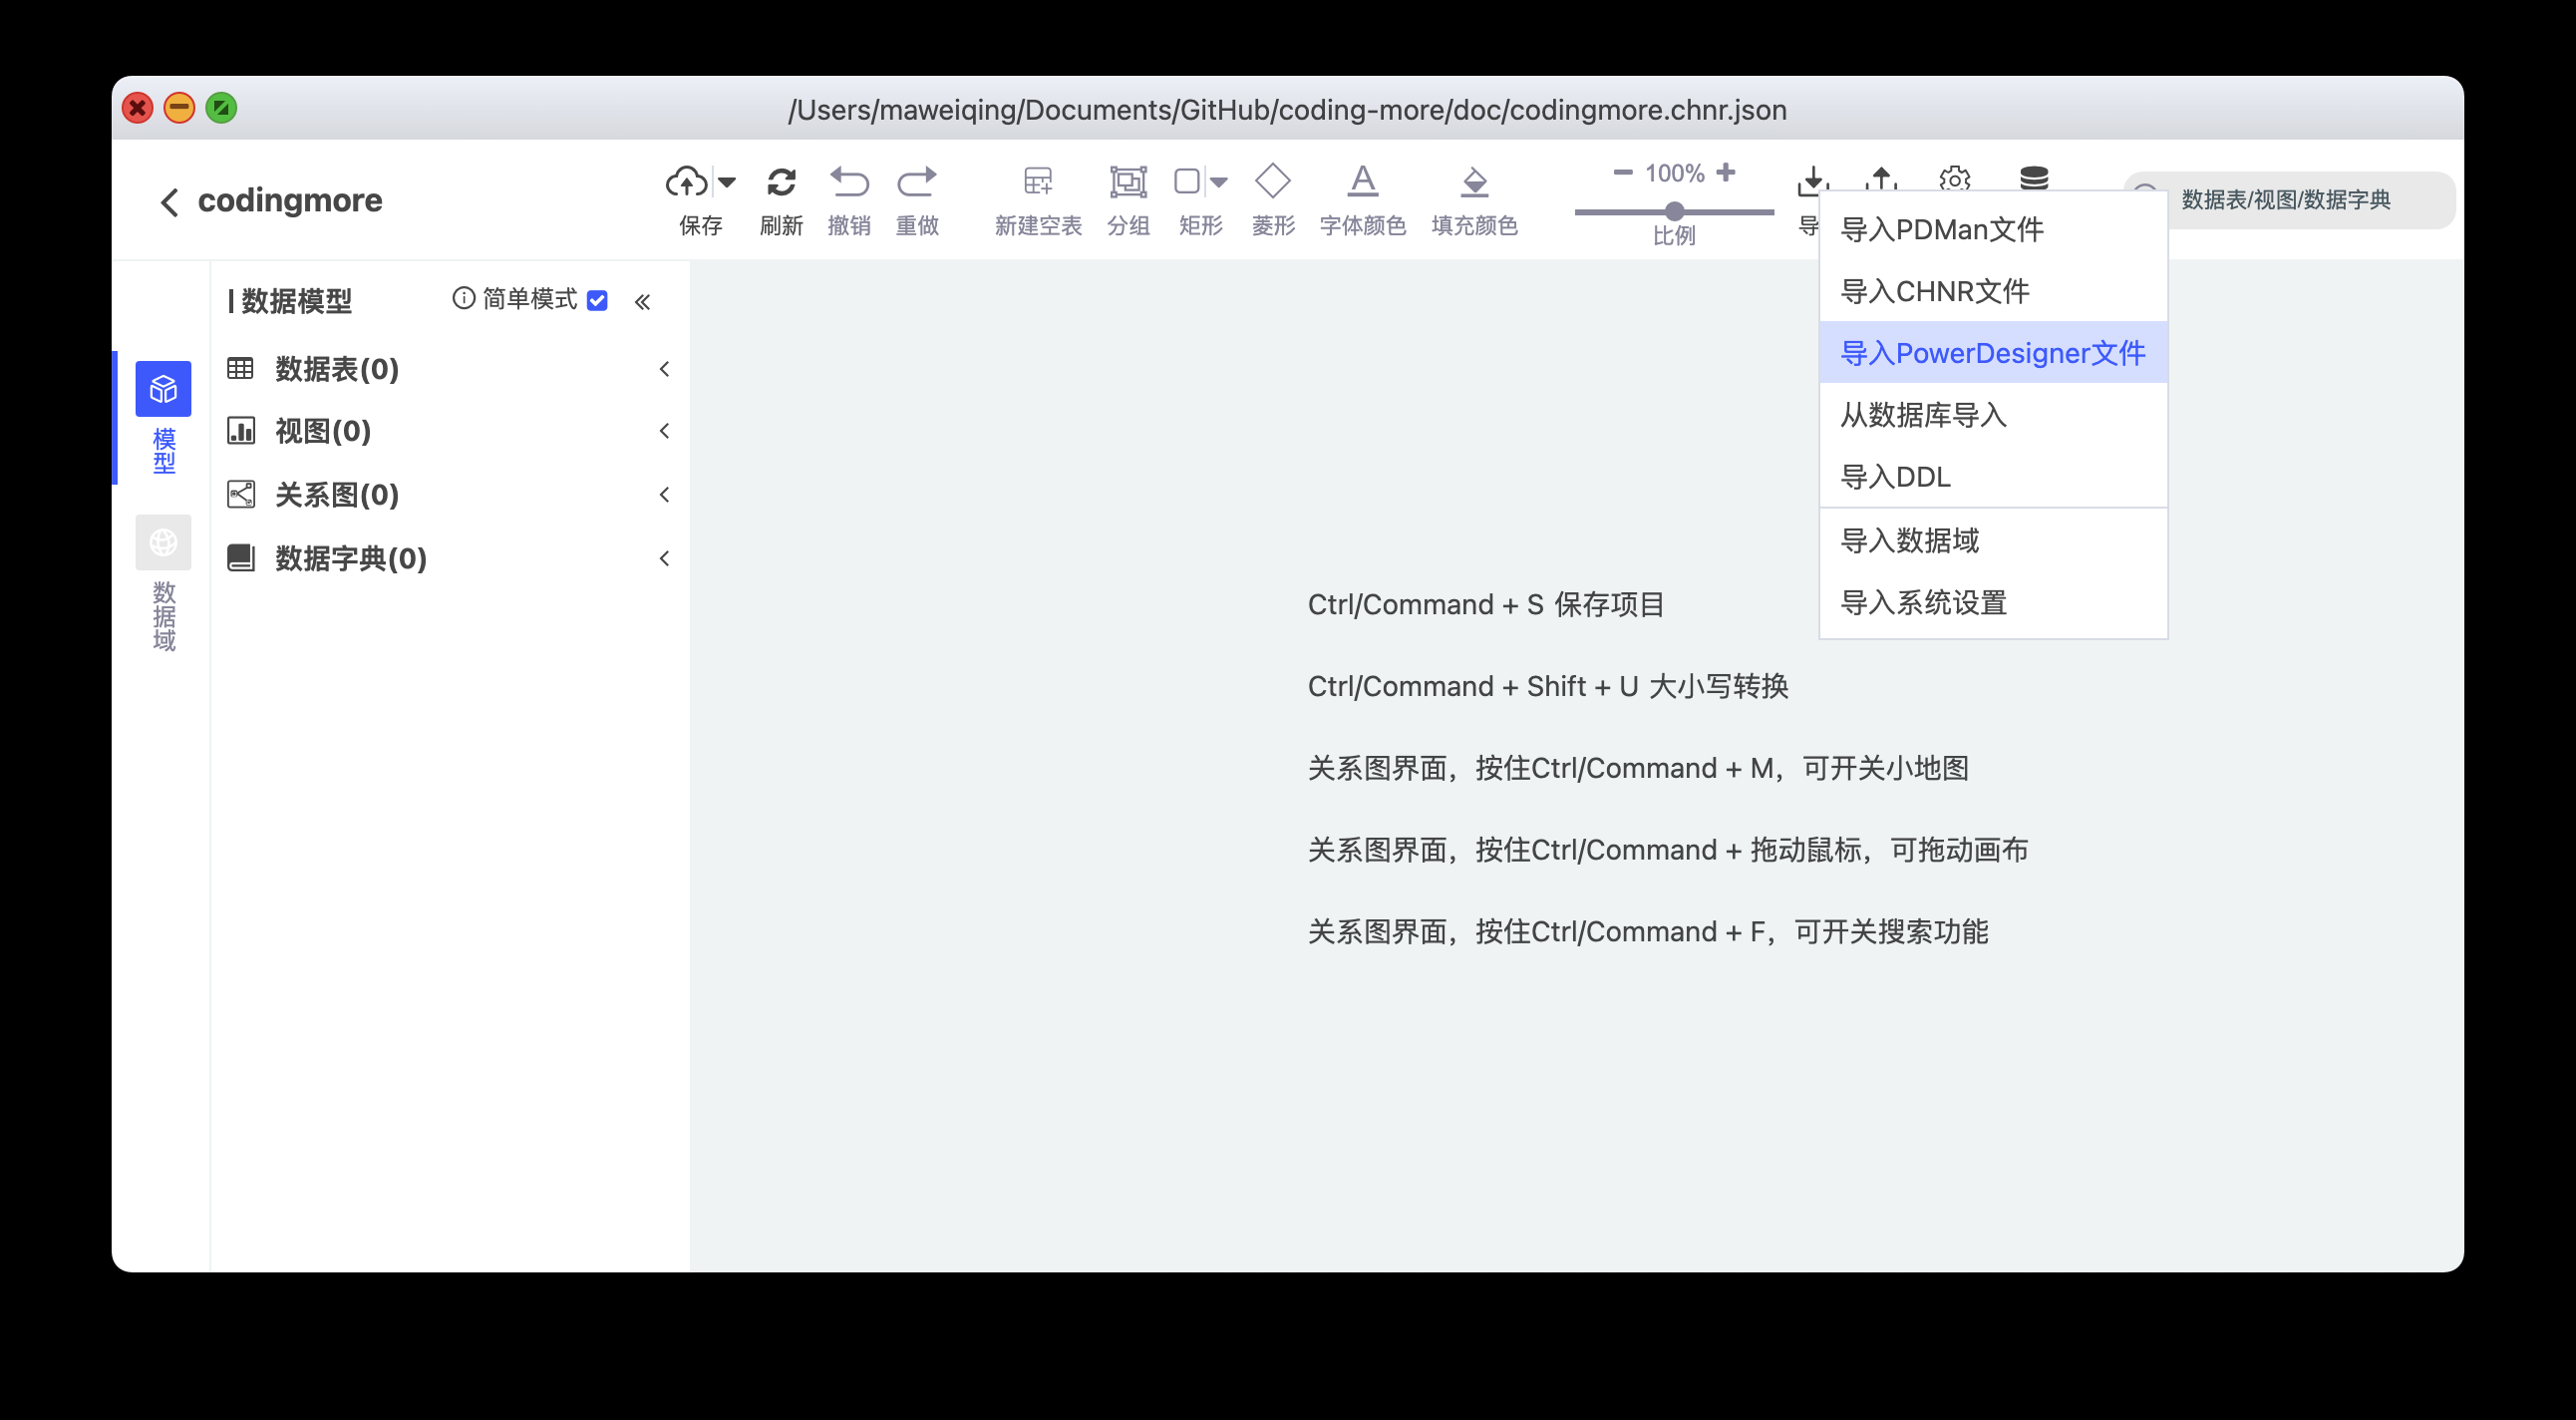 /Users/maweiqing/Documents/GitHub/coding-more/doc/codingmore.chnr.json
codingmore
保存
刷新
撤销
重做
新建空表
分组
矩形
菱形
字体颜色
填充颜色
100%
比例
导
数据表/视图/数据字典
导入PDMan文件
导入CHNR文件
导入PowerDesigner文件
从数据库导入
导入DDL
导入数据域
导入系统设置
模型
数据域
数据模型
简单模式
数据表(0)
视图(0)
关系图(0)
数据字典(0)
Ctrl/Command + S 保存项目
Ctrl/Command + Shift + U 大小写转换
关系图界面，按住Ctrl/Command + M，可开关小地图
关系图界面，按住Ctrl/Command + 拖动鼠标，可拖动画布
关系图界面，按住Ctrl/Command + F，可开关搜索功能